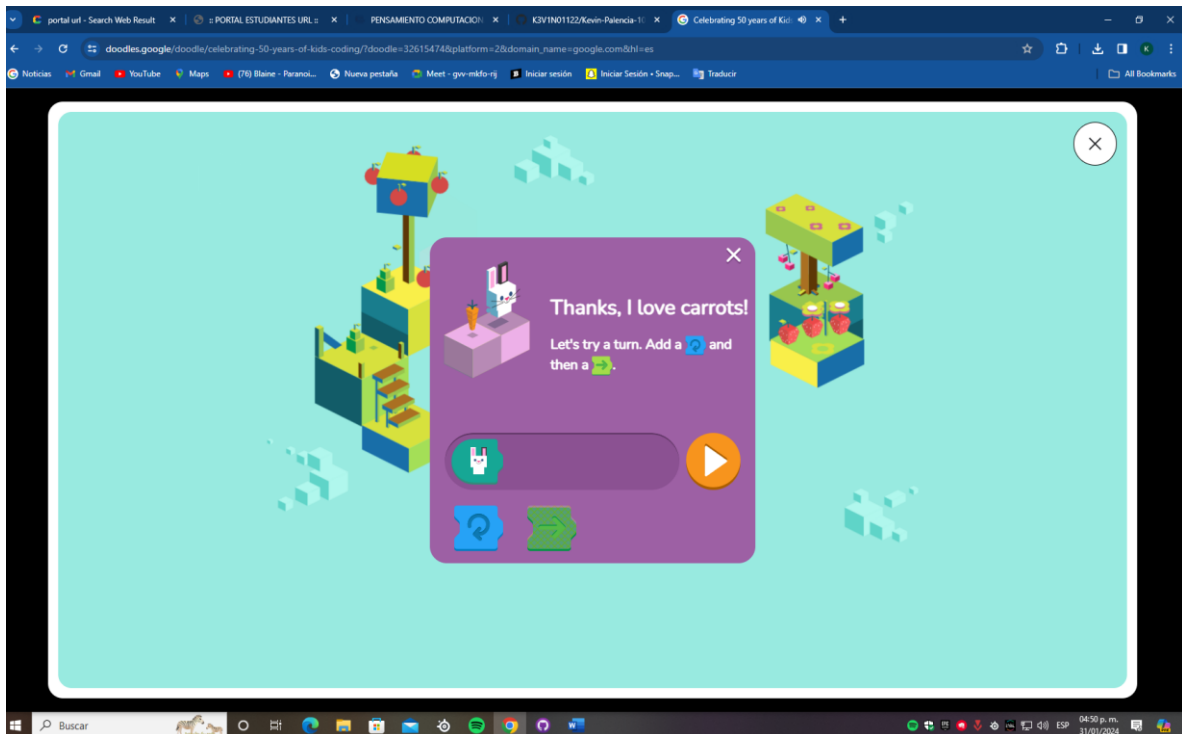 portal url - Search Web Result
:: PORTAL ESTUDIANTES URL ::
PENSAMIENTO COMPUTACION
K3V1N01122/Kevin-Palencia-10
Celebrating 50 years of Kids
doodles.google/doodle/celebrating-50-years-of-kids-coding/?doodle=32615474&platform=2&domain_name=google.com&hl=es
K
Noticias
Gmail
YouTube
Maps
(76) Blaine - Paranoi...
Nueva pestaña
Meet - gvv-mkfo-rij
Iniciar sesión
Iniciar Sesión • Snap...
Traducir
All Bookmarks
Thanks, I love carrots!
Let's try a turn. Add a and
then a .
Buscar
ESP
04:50 p. m.
31/01/2024